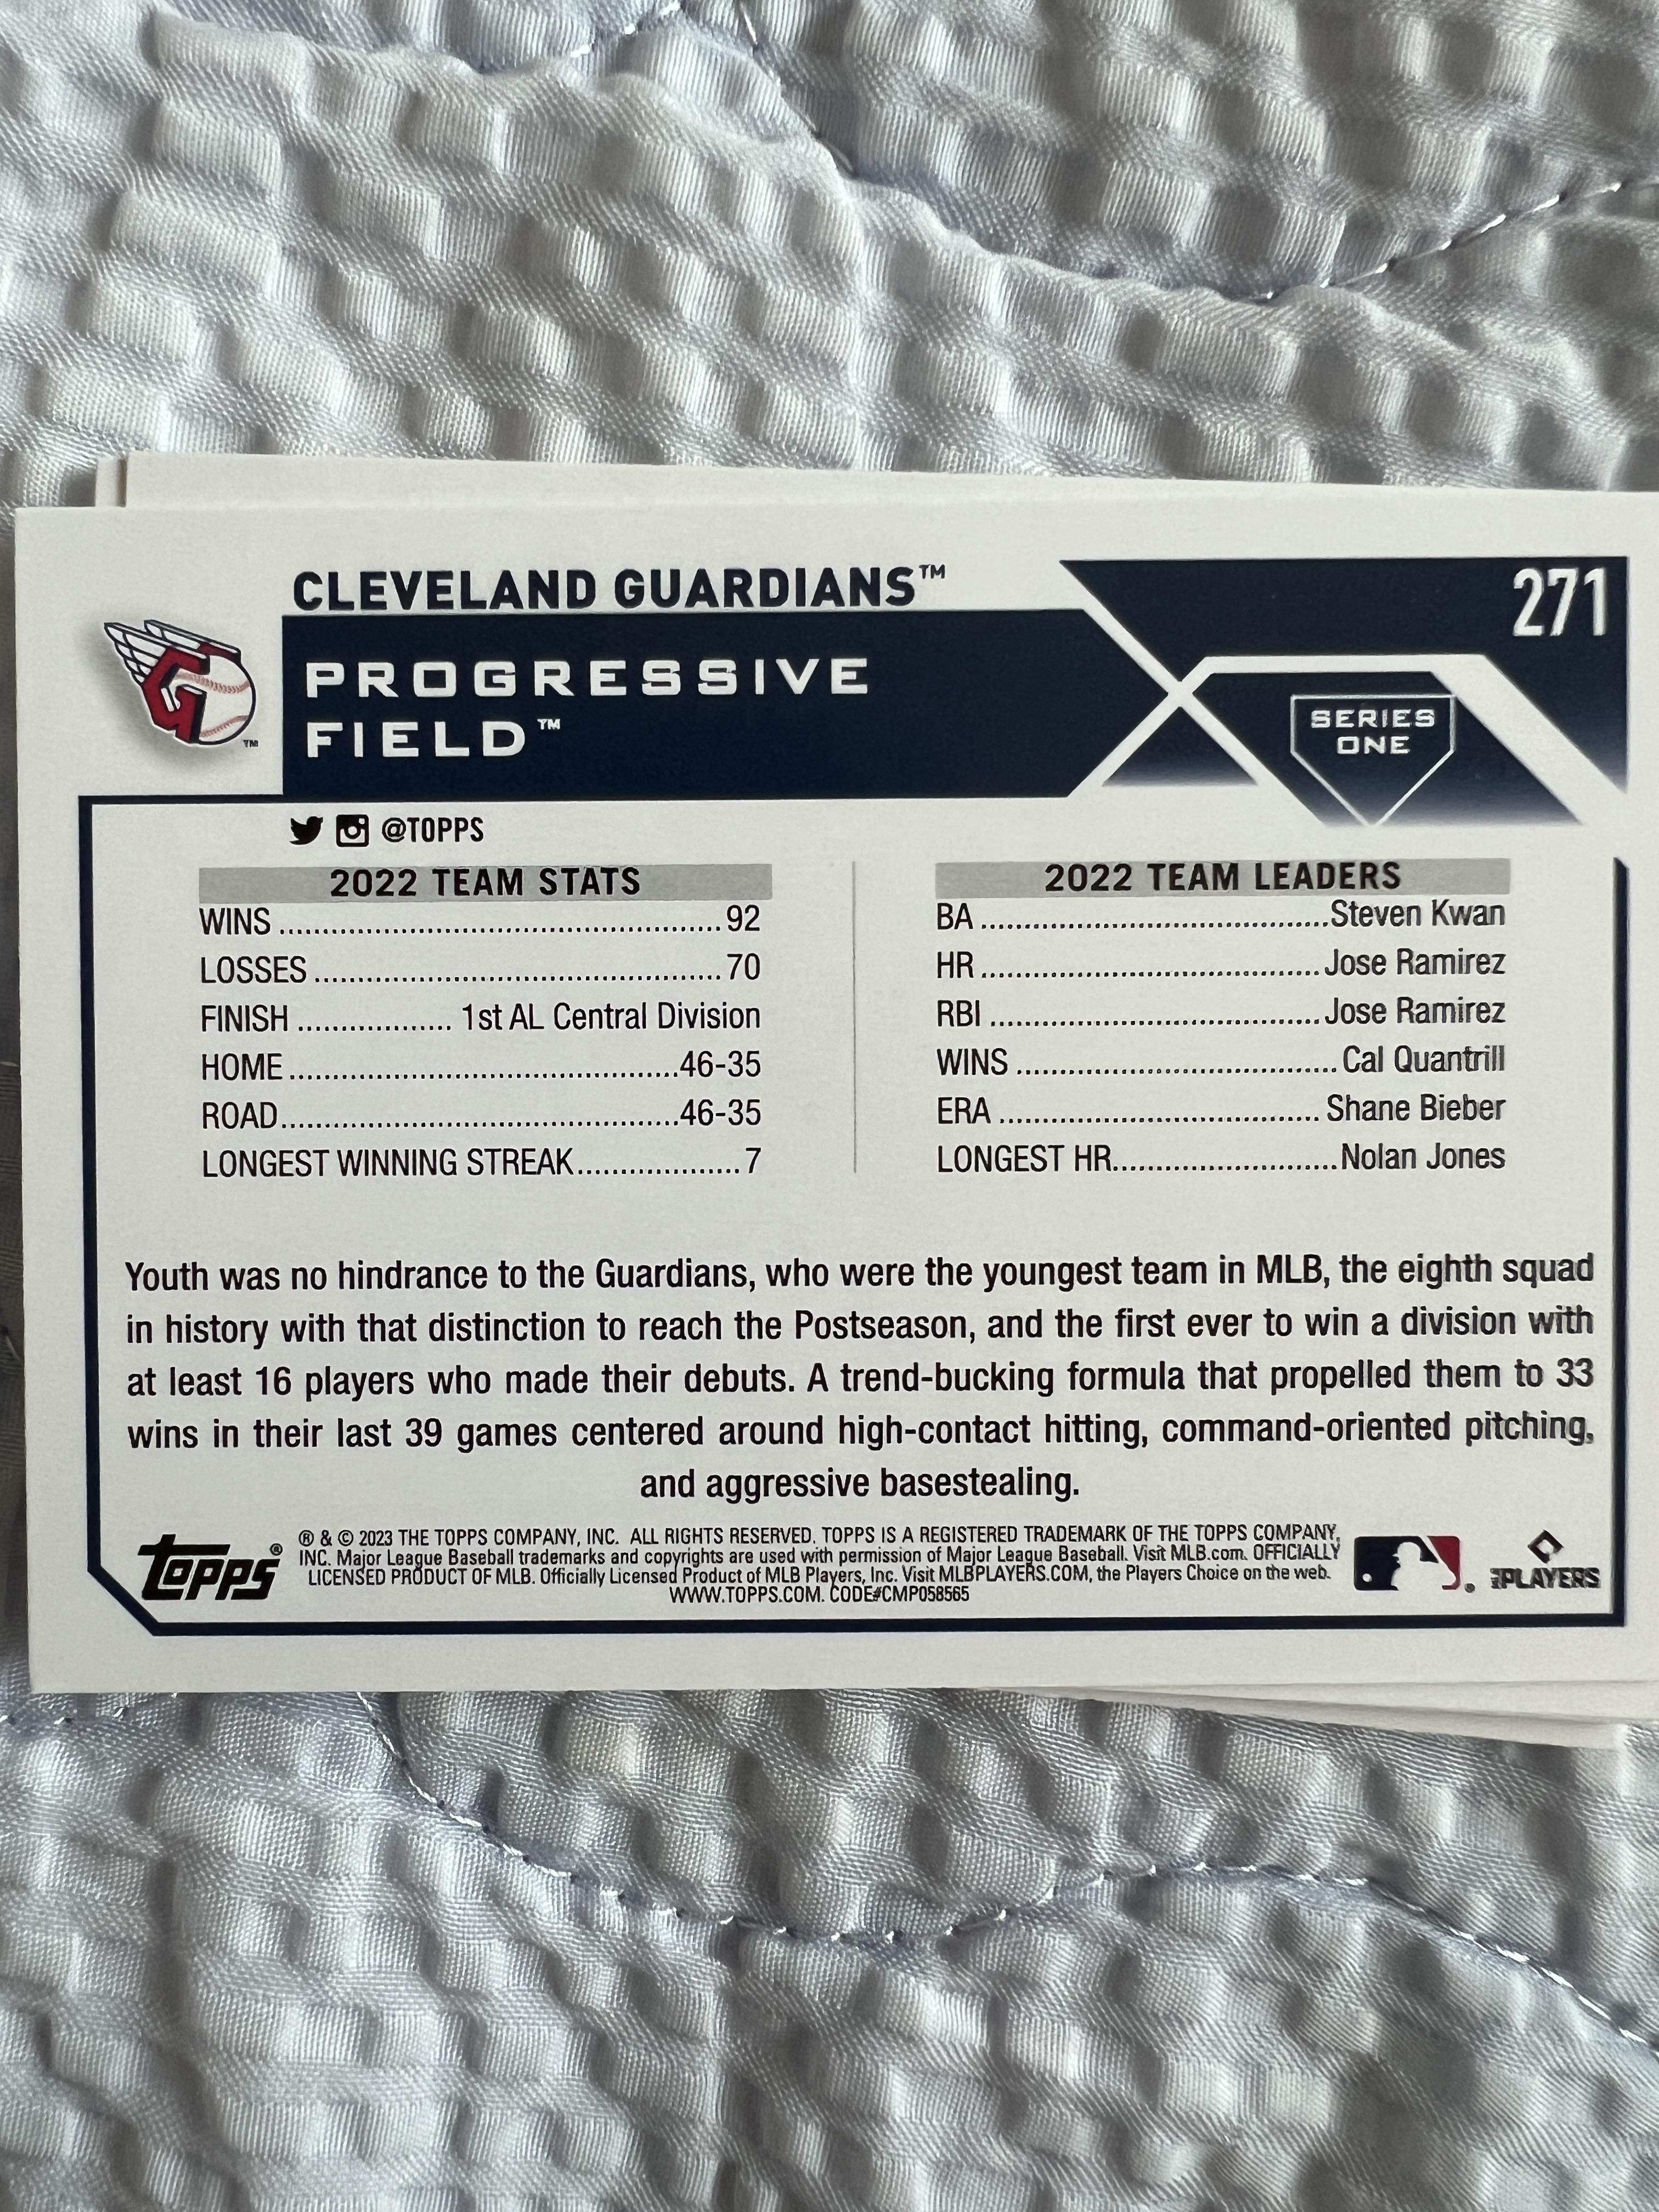 CLEVELAND GUARDIANS™
271
PROGRESSIVE
FIELD™
SERIES
ONE
™
@TOPPS
2022 TEAM STATS
WINS 92
LOSSES 70
FINISH 1st AL Central Division
HOME 46-35
ROAD 46-35
LONGEST WINNING STREAK 7
2022 TEAM LEADERS
BA Steven Kwan
HR Jose Ramirez
RBI Jose Ramirez
WINS Cal Quantrill
ERA Shane Bieber
LONGEST HR Nolan Jones
Youth was no hindrance to the Guardians, who were the youngest team in MLB, the eighth squad
in history with that distinction to reach the Postseason, and the first ever to win a division with
at least 16 players who made their debuts. A trend-bucking formula that propelled them to 33
wins in their last 39 games centered around high-contact hitting, command-oriented pitching,
and aggressive basestealing.
topps®
® & © 2023 THE TOPPS COMPANY, INC. ALL RIGHTS RESERVED. TOPPS IS A REGISTERED TRADEMARK OF THE TOPPS COMPANY,
INC. Major League Baseball trademarks and copyrights are used with permission of Major League Baseball. Visit MLB.com. OFFICIALLY
LICENSED PRODUCT OF MLB. Officially Licensed Product of MLB Players, Inc. Visit MLBPLAYERS.COM, the Players Choice on the web.
WWW.TOPPS.COM. CODE#CMP058565
PLAYERS